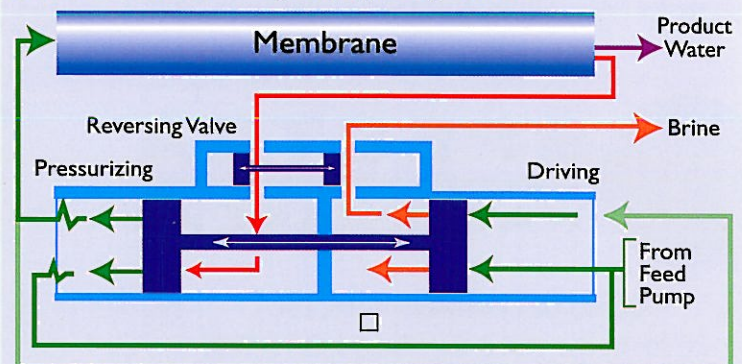 Membrane
Product
Water
Reversing Valve
Brine
Pressurizing
Driving
From
Feed
Pump